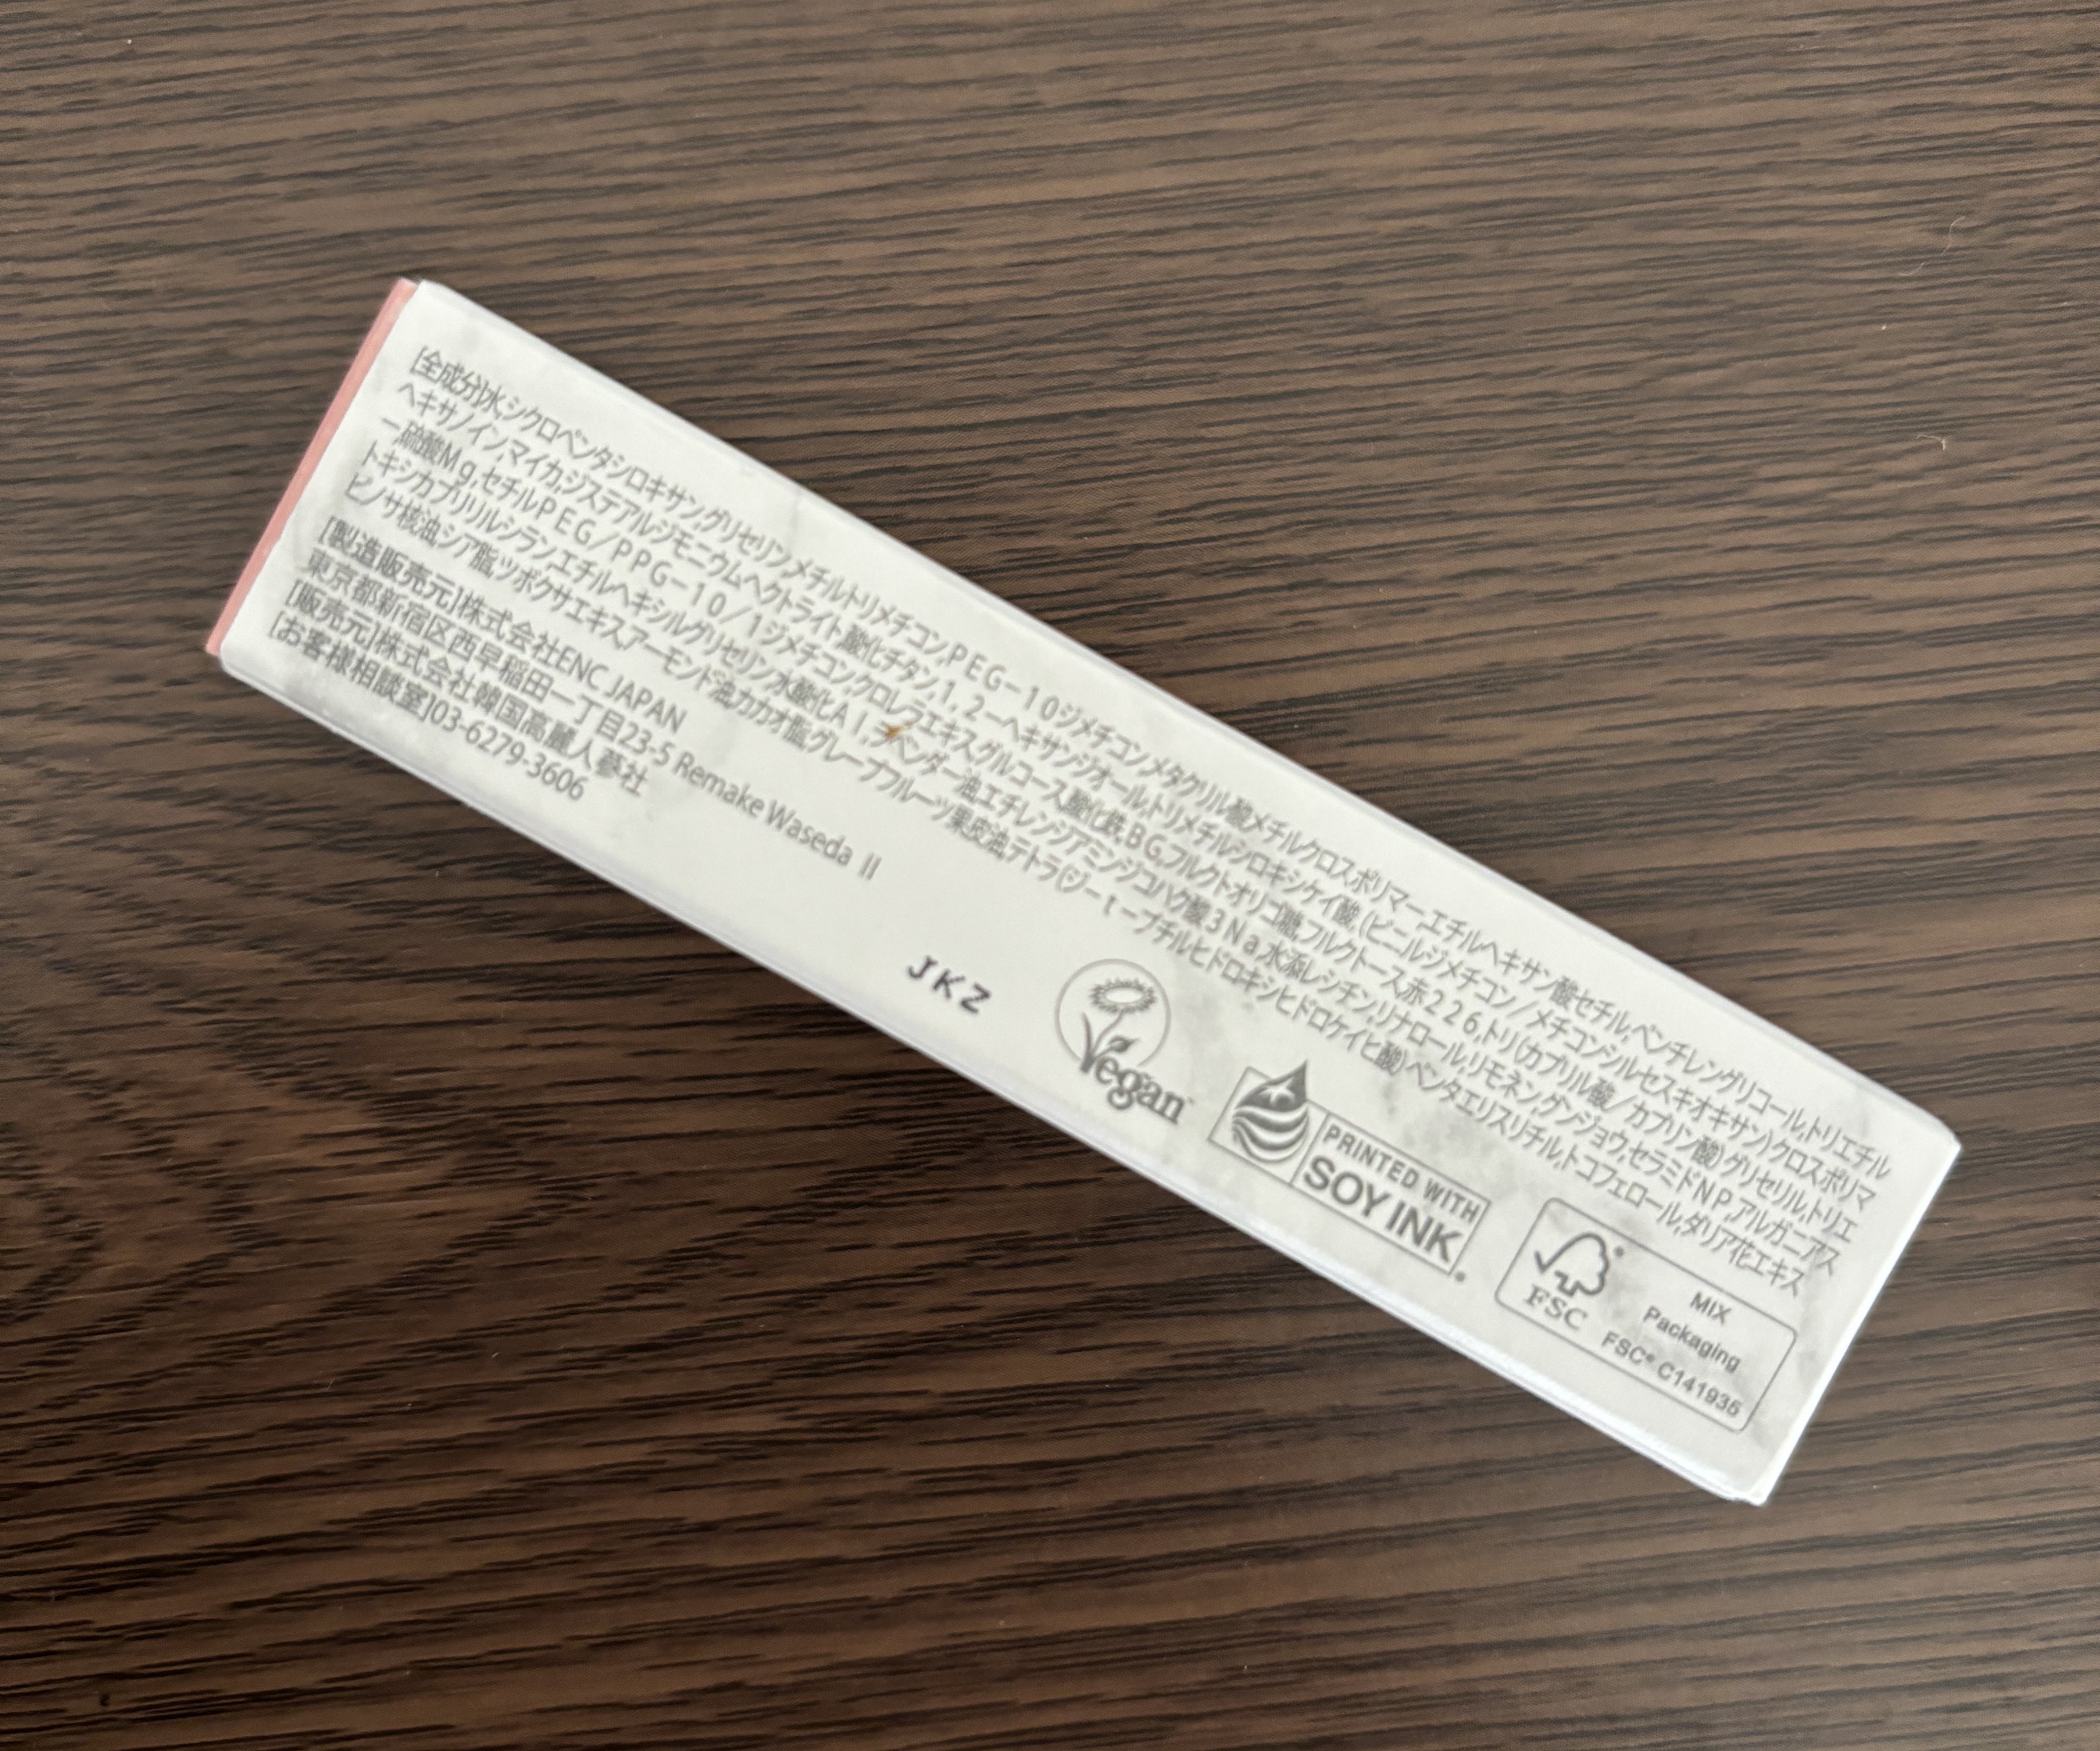 [全成分]水,シクロペンタシロキサン,グリセリン,メチルトリメチコン,PEG-10ジメチコン,メタクリル酸メチルクロスポリマー,エチルヘキサン酸セチル,ペンチレングリコール,トリエチル
ヘキサノイン,マイカ,ジステアルジモニウムヘクトライト,酸化チタン,1,2-ヘキサンジオール,トリメチルシロキシケイ酸,(ビニルジメチコン/メチコンシルセスキオキサン)クロスポリマ
ー,硫酸Mg,セチルPEG/PPG-10/1ジメチコン,クロレラエキス,グルコース,酸化鉄,BG,フルクトオリゴ糖,フルクトース,赤226,トリ(カプリル酸/カプリン酸)グリセリル,トリエ
トキシカプリリルシラン,エチルヘキシルグリセリン,水酸化Al,ラベンダー油,エチレンジアミンジコハク酸3Na,水添レシチン,リナロール,リモネン,グンジョウ,セラミドNP,アルガニアス
ピノサ核油,シア脂,ツボクサエキス,アーモンド油,カカオ脂,グレープフルーツ果皮油,テトラ(ジ-t-ブチルヒドロキシヒドロケイヒ酸)ペンタエリスリチル,トコフェロール,ダリア花エキス
[製造販売元]株式会社ENC JAPAN
東京都新宿区西早稲田一丁目23-5 Remake Waseda II
[販売元]株式会社韓国高麗人蔘社
[お客様相談室]03-6279-3606
JKZ
Vegan
PRINTED WITH
SOY INK
FSC
MIX
Packaging
FSC® C141935